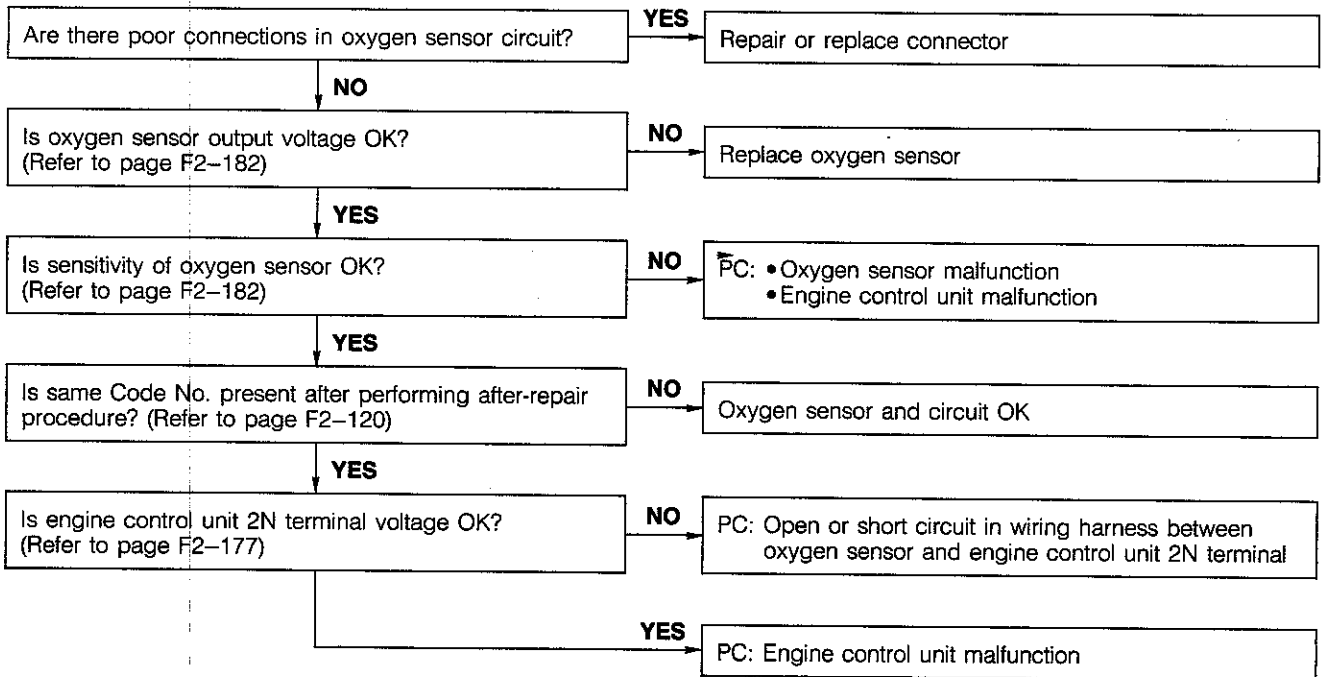 Are there poor connections in oxygen sensor circuit?
YES
Repair or replace connector
NO
Is oxygen sensor output voltage OK?
(Refer to page F2–182)
NO
Replace oxygen sensor
YES
Is sensitivity of oxygen sensor OK?
(Refer to page F2–182)
NO
PC: •Oxygen sensor malfunction
•Engine control unit malfunction
YES
Is same Code No. present after performing after-repair
procedure? (Refer to page F2–120)
NO
Oxygen sensor and circuit OK
YES
Is engine control unit 2N terminal voltage OK?
(Refer to page F2–177)
NO
PC: Open or short circuit in wiring harness between
oxygen sensor and engine control unit 2N terminal
YES
PC: Engine control unit malfunction